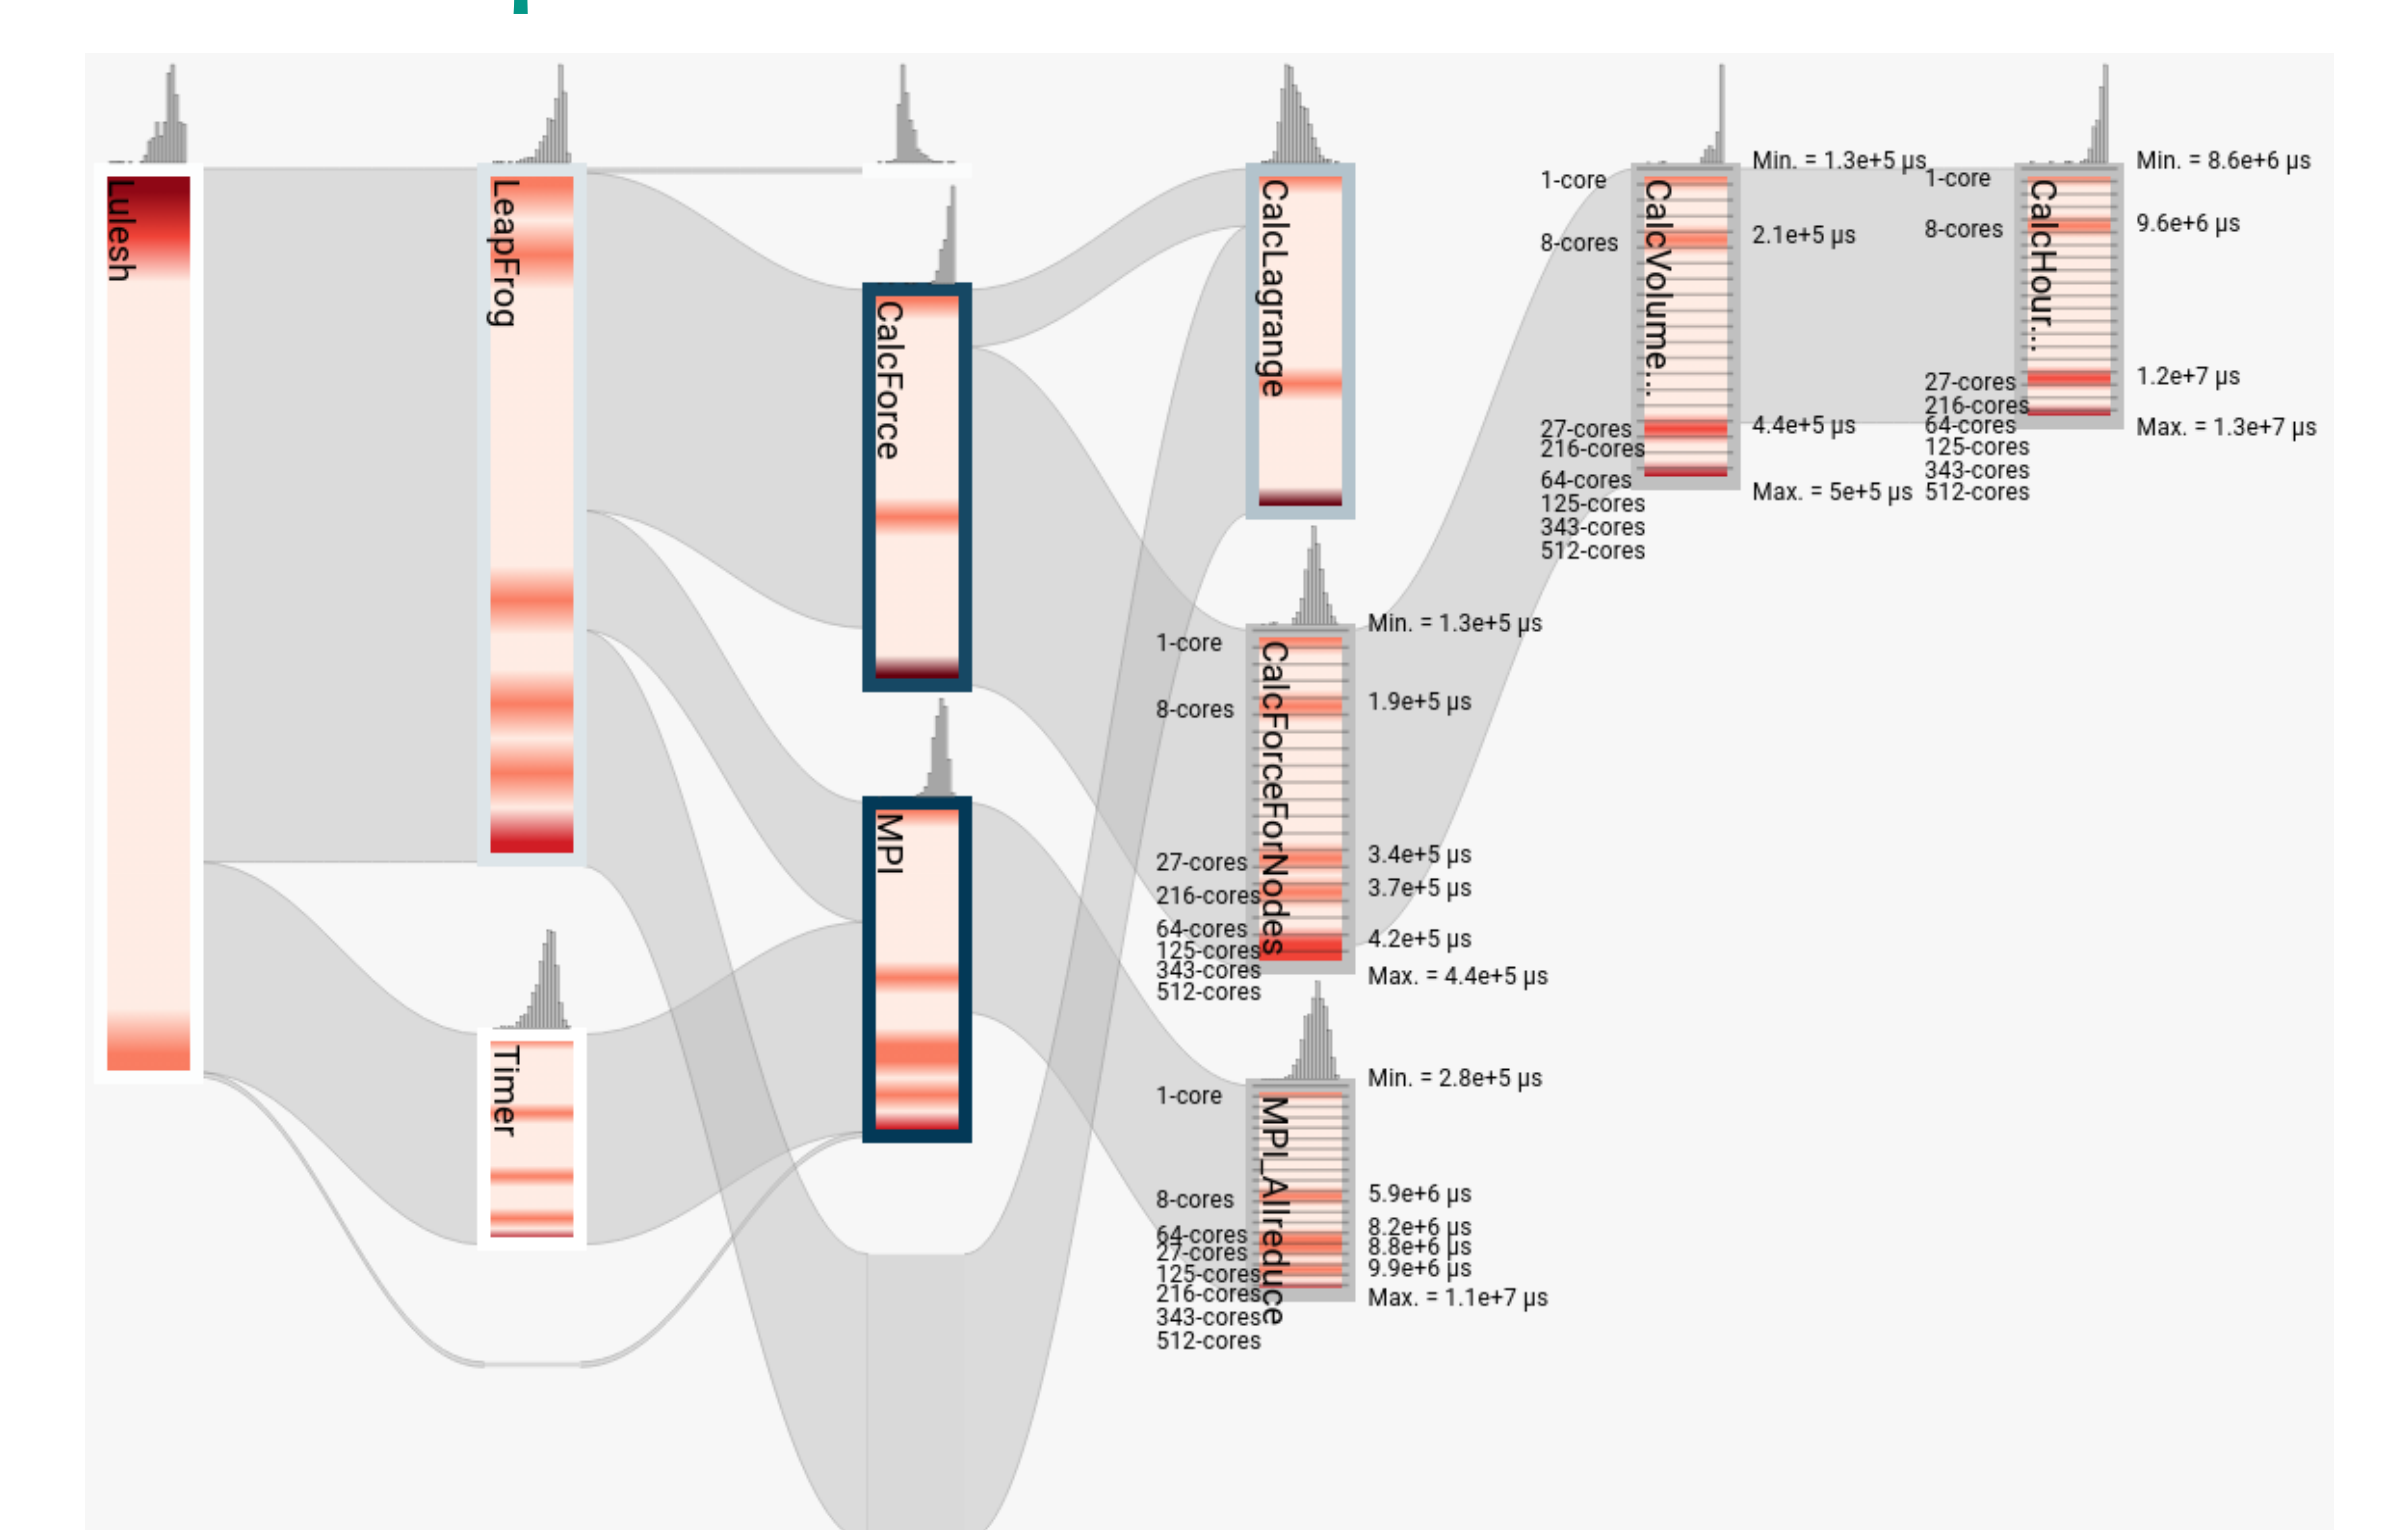 Lulesh
LeapFrog
Timer
CalcForce
MPI
CalcLagrange
CalcForceForNodes
1-core
8-cores
27-cores
216-cores
64-cores
125-cores
343-cores
512-cores
Min. = 1.3e+5 µs
1.9e+5 µs
3.4e+5 µs
3.7e+5 µs
4.2e+5 µs
Max. = 4.4e+5 µs
MPI_Allreduce
1-core
8-cores
64-cores
27-cores
125-cores
216-cores
343-cores
512-cores
Min. = 2.8e+5 µs
5.9e+6 µs
8.2e+6 µs
8.8e+6 µs
9.9e+6 µs
Max. = 1.1e+7 µs
CalcVolume...
1-core
8-cores
27-cores
216-cores
64-cores
125-cores
343-cores
512-cores
Min. = 1.3e+5 µs
2.1e+5 µs
4.4e+5 µs
Max. = 5e+5 µs
CalcHour...
1-core
8-cores
27-cores
216-cores
64-cores
125-cores
343-cores
512-cores
Min. = 8.6e+6 µs
9.6e+6 µs
1.2e+7 µs
Max. = 1.3e+7 µs